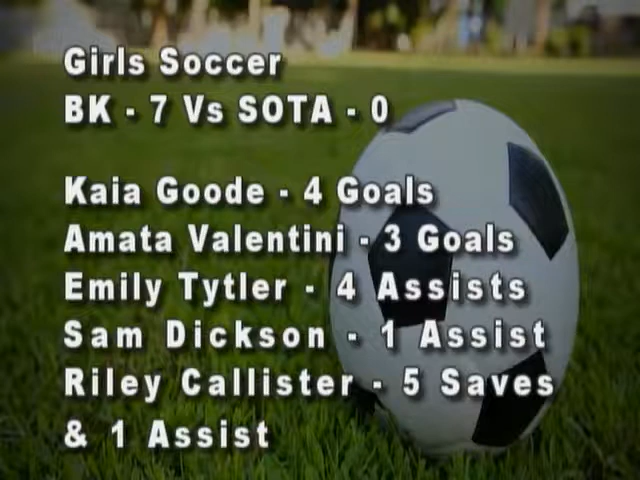 Girls Soccer
BK - 7 Vs SOTA - 0
Kaia Goode - 4 Goals
Amata Valentini - 3 Goals
Emily Tytler - 4 Assists
Sam Dickson - 1 Assist
Riley Callister - 5 Saves
& 1 Assist